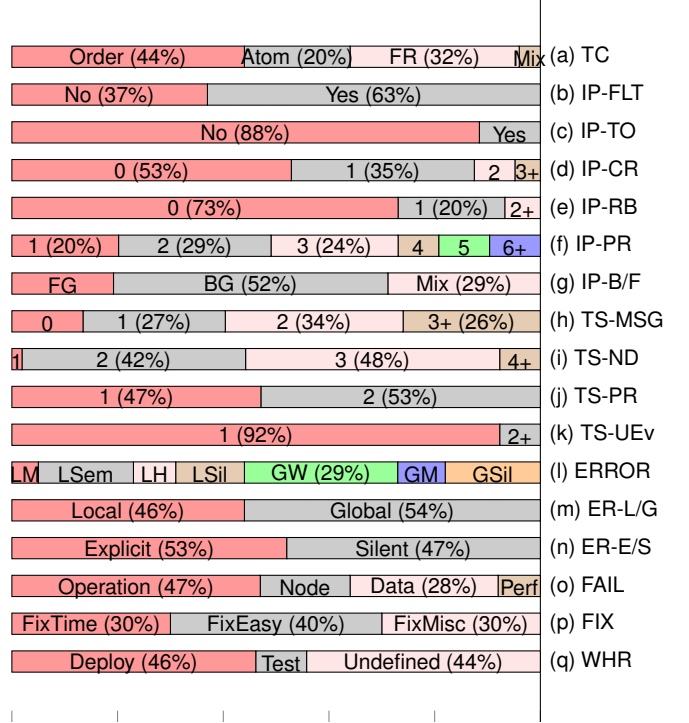 Order (44%) Atom (20%) FR (32%) Mix (a) TC
No (37%) Yes (63%) (b) IP-FLT
No (88%) Yes (c) IP-TO
0 (53%) 1 (35%) 2 3+ (d) IP-CR
0 (73%) 1 (20%) 2+ (e) IP-RB
1 (20%) 2 (29%) 3 (24%) 4 5 6+ (f) IP-PR
FG BG (52%) Mix (29%) (g) IP-B/F
0 1 (27%) 2 (34%) 3+ (26%) (h) TS-MSG
1 2 (42%) 3 (48%) 4+ (i) TS-ND
1 (47%) 2 (53%) (j) TS-PR
1 (92%) 2+ (k) TS-UEv
LM LSem LH LSil GW (29%) GM GSil (l) ERROR
Local (46%) Global (54%) (m) ER-L/G
Explicit (53%) Silent (47%) (n) ER-E/S
Operation (47%) Node Data (28%) Perf (o) FAIL
FixTime (30%) FixEasy (40%) FixMisc (30%) (p) FIX
Deploy (46%) Test Undefined (44%) (q) WHR